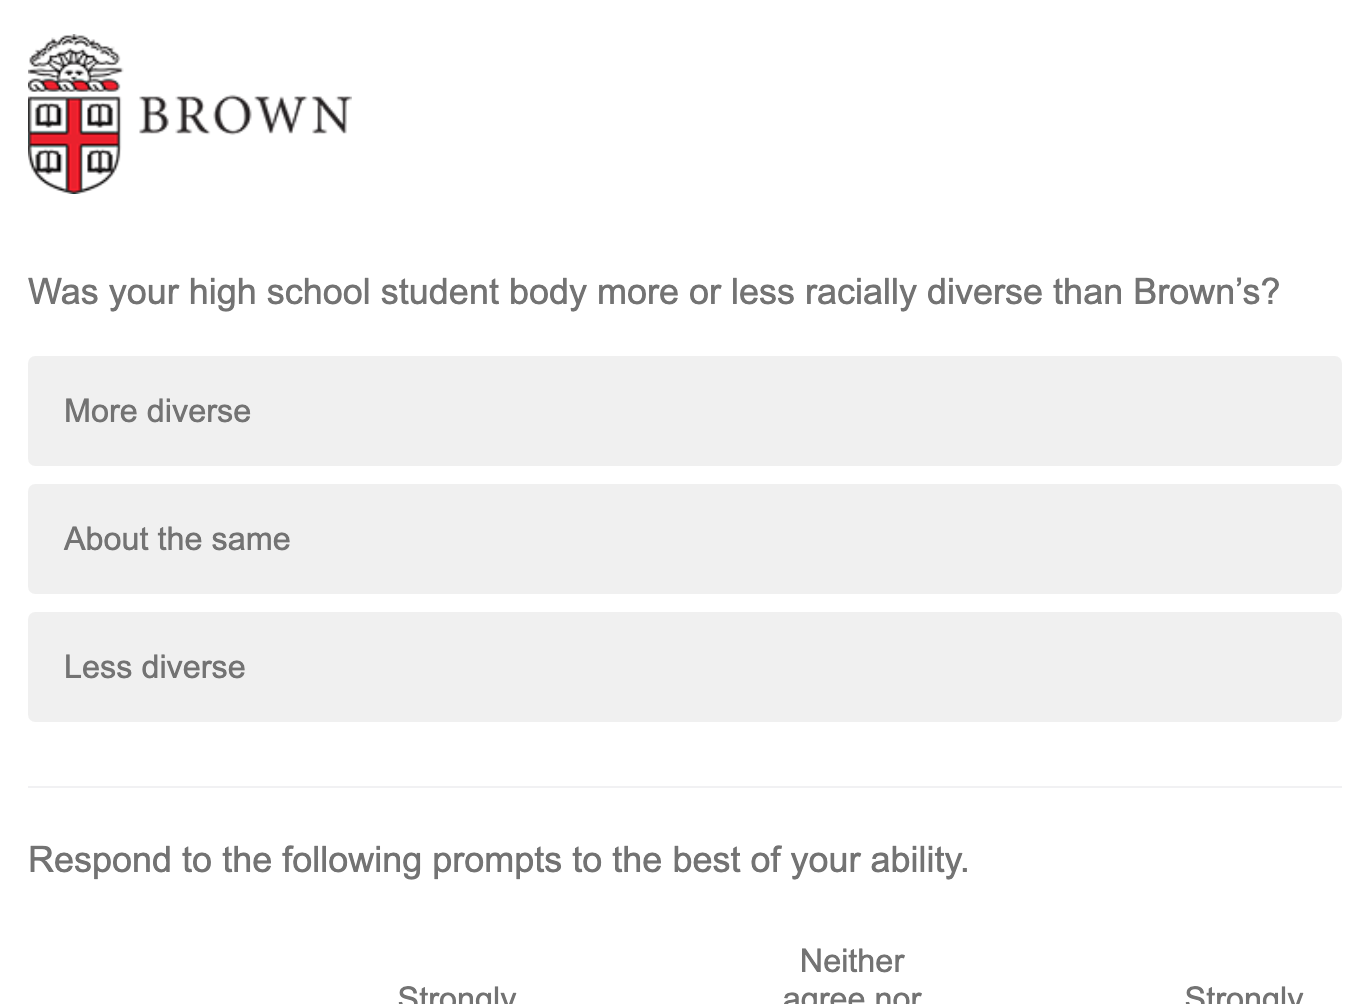 BROWN
Was your high school student body more or less racially diverse than Brown’s?
More diverse
About the same
Less diverse
Respond to the following prompts to the best of your ability.
Neither
Strongly agree nor Strongly